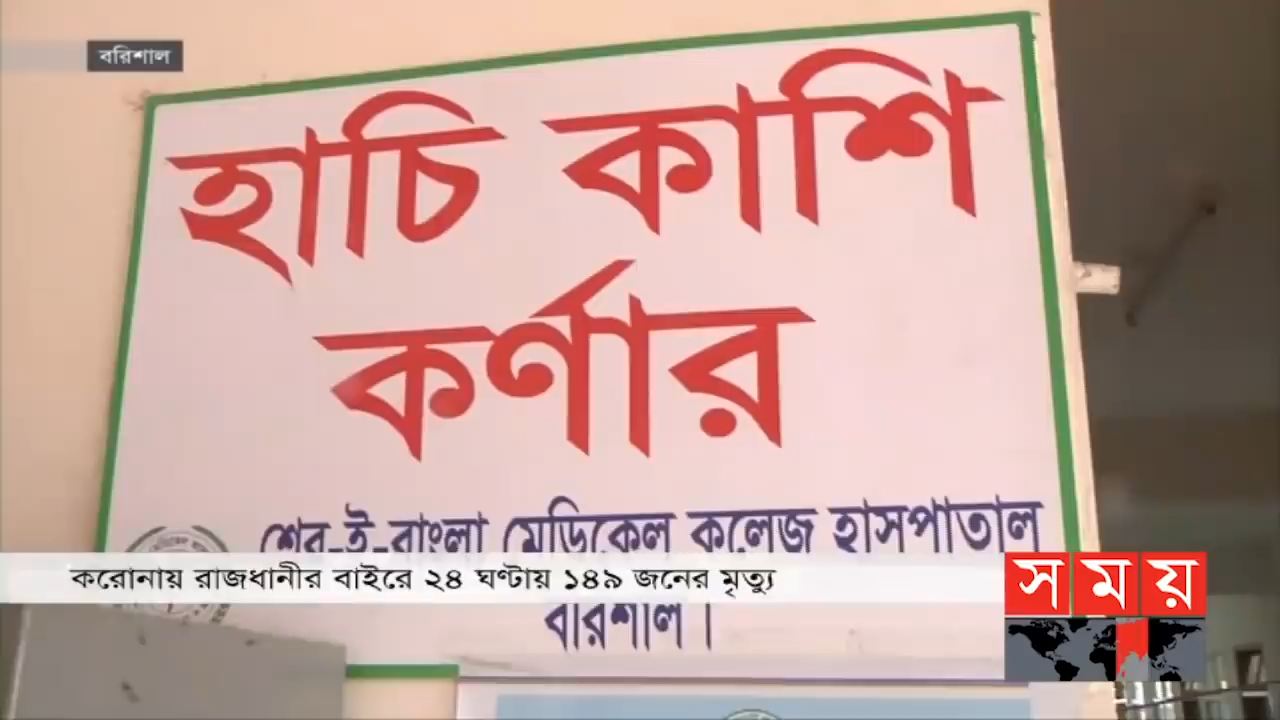 বরিশাল
হাচি কাশি
কর্ণার
শের-ই-বাংলা মেডিকেল কলেজ হাসপাতাল
করোনায় রাজধানীর বাইরে ২৪ ঘণ্টায় ১৪৯ জনের মৃত্যু
সময়
বরিশাল।